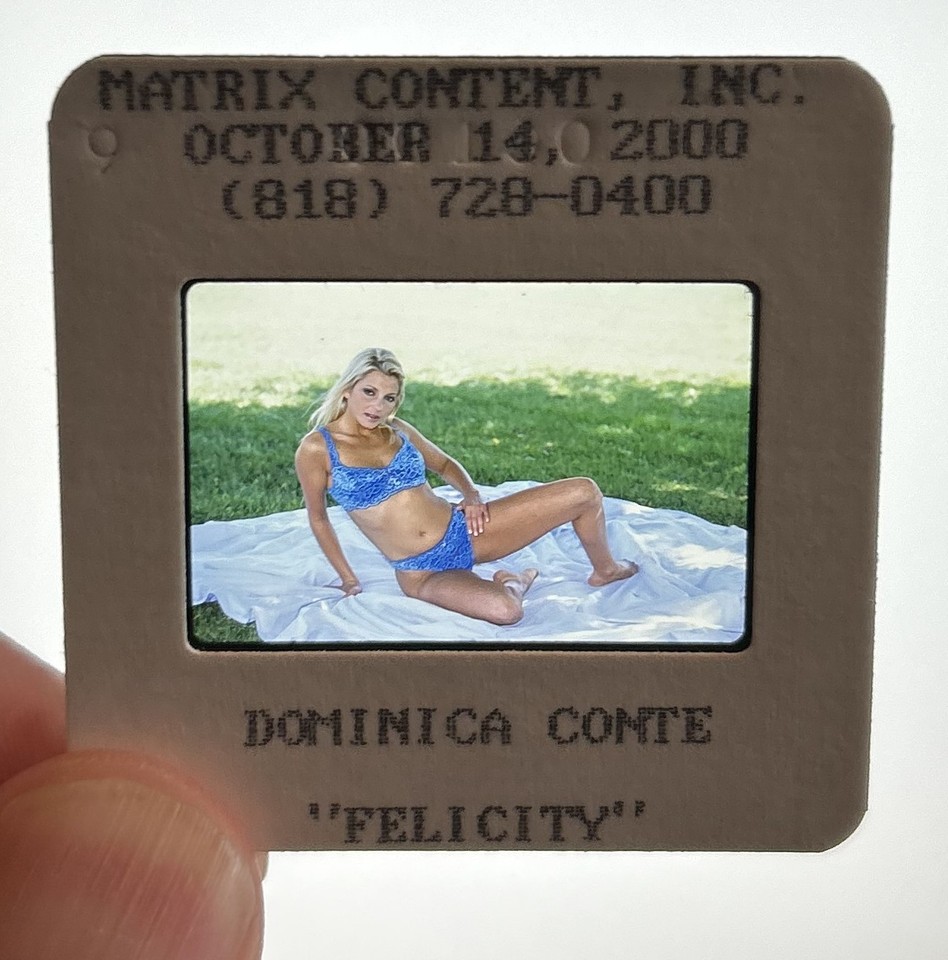 MATRIX CONTENT, INC.
OCTOBER 14, 2000
(818) 728-0400
DOMINICA CONTE
"FELICITY"